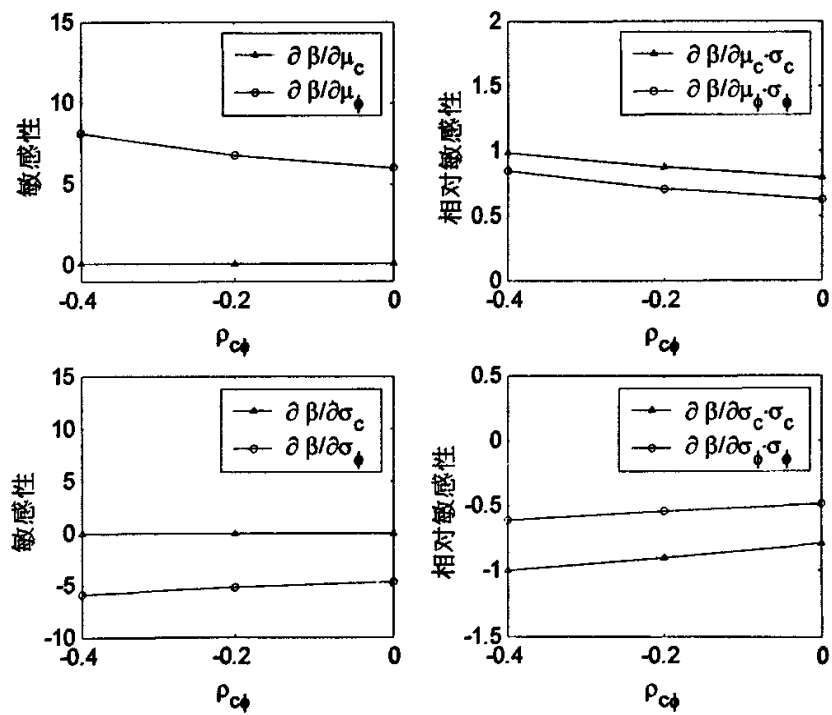 15
10
5
0
-0.4
-0.2
0
敏感性
ρcϕ
∂ β/∂μc
∂ β/∂μϕ
2
1.5
1
0.5
0
-0.4
-0.2
0
相对敏感性
ρcϕ
∂ β/∂μc·σc
∂ β/∂μϕ·σϕ
15
10
5
0
-5
-10
-0.4
-0.2
0
敏感性
ρcϕ
∂ β/∂σc
∂ β/∂σϕ
0.5
0
-0.5
-1
-1.5
-0.4
-0.2
0
相对敏感性
ρcϕ
∂ β/∂σc·σc
∂ β/∂σϕ·σϕ